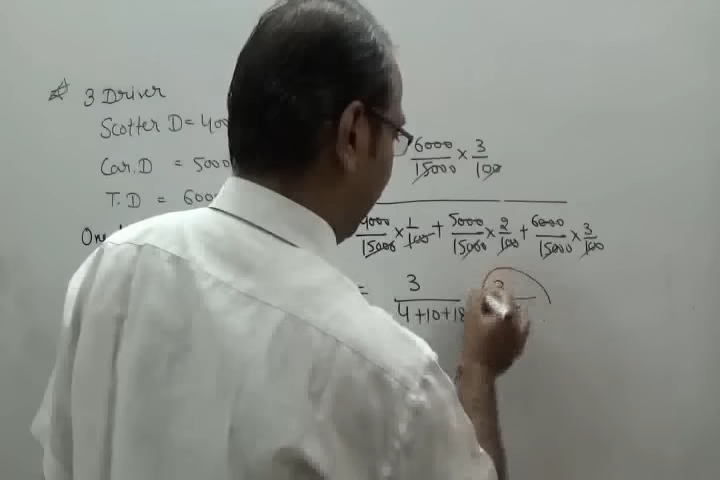 3 Driver
Scotter D = 400
Car.D = 5000
T.D = 600
6000/15000 × 3/100
4000/15000 × 1/100 + 5000/15000 × 2/100 + 6000/15000 × 3/100
= 3/4+10+18